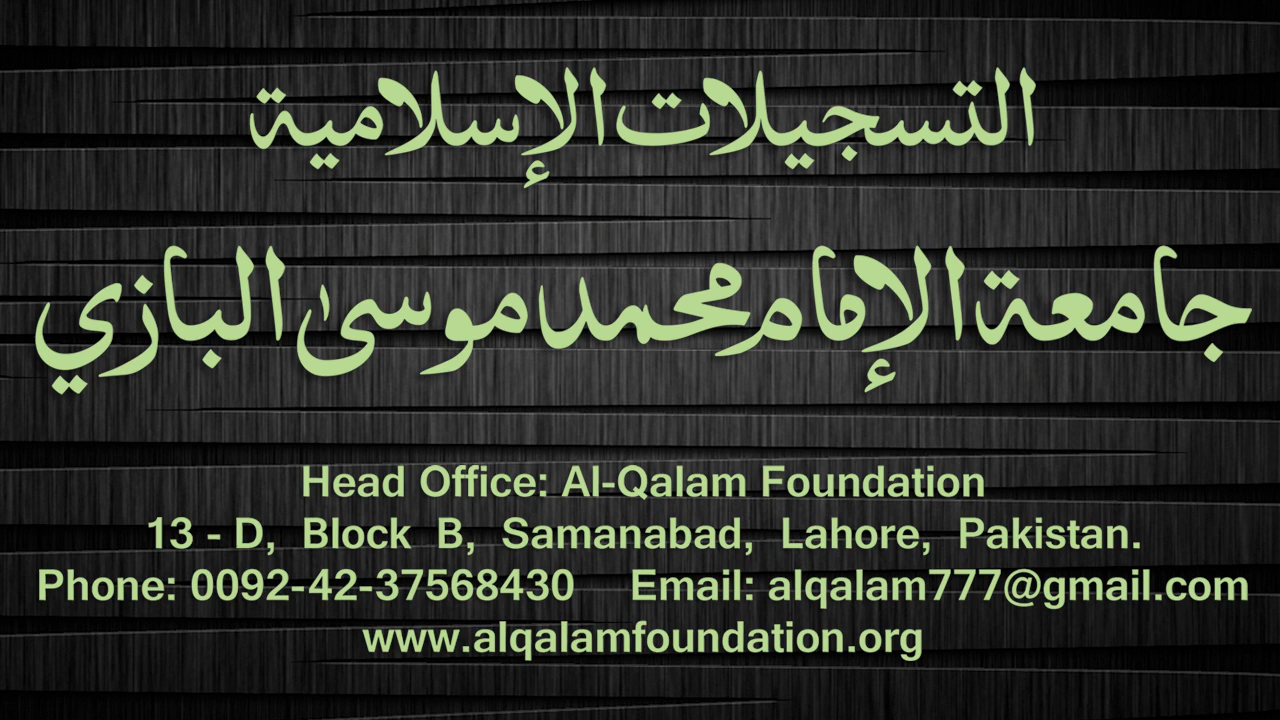 التسجيلات الإسلامية
جامعة الإمام محمد موسىٰ البازي
Head Office: Al-Qalam Foundation
13 - D, Block B, Samanabad, Lahore, Pakistan.
Phone: 0092-42-37568430 Email: alqalam777@gmail.com
www.alqalamfoundation.org